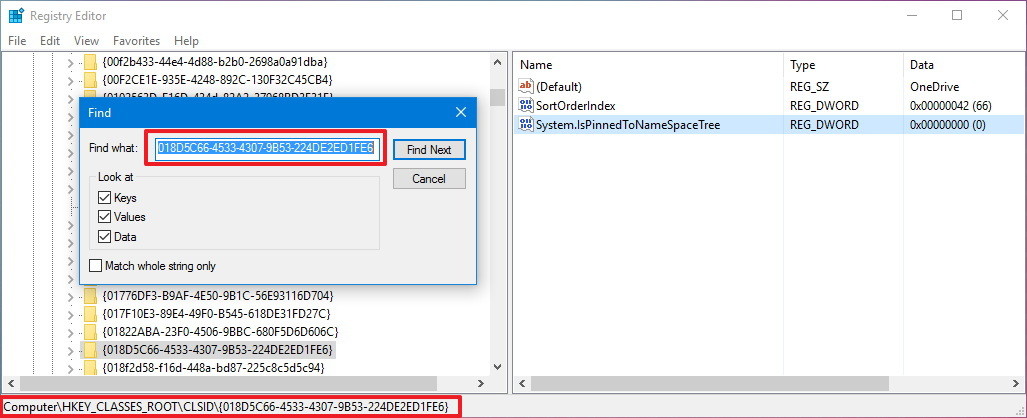 Registry Editor
File Edit View Favorites Help
{00f2b433-44e4-4d88-b2b0-2698a0a91dba}
{00F2CE1E-935E-4248-892C-130F32C45CB4}
Find
Find what: 018D5C66-4533-4307-9B53-224DE2ED1FE6 Find Next
Cancel
Look at
Keys
Values
Data
Match whole string only
{01776DF3-B9AF-4E50-9B1C-56E93116D704}
{017F10E3-89E4-49F0-B545-618DE31FD27C}
{01822ABA-23F0-4506-9BBC-680F5D6D606C}
{018D5C66-4533-4307-9B53-224DE2ED1FE6}
{018f2d58-f16d-448a-bd87-225c8c5d5c94}
Name Type Data
(Default) REG_SZ OneDrive
SortOrderIndex REG_DWORD 0x00000042 (66)
System.IsPinnedToNameSpaceTree REG_DWORD 0x00000000 (0)
Computer\HKEY_CLASSES_ROOT\CLSID\{018D5C66-4533-4307-9B53-224DE2ED1FE6}